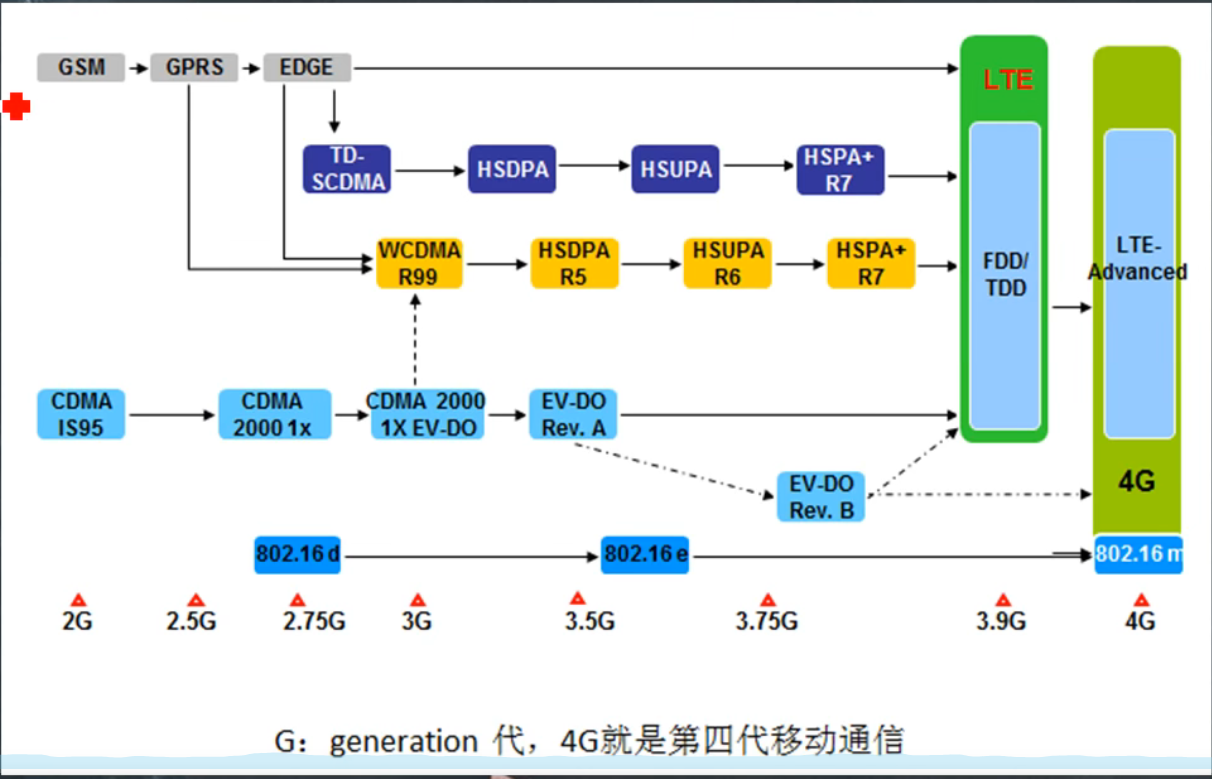 GSM
GPRS
EDGE
LTE
TD-
SCDMA
HSDPA
HSUPA
HSPA+
R7
WCDMA
R99
HSDPA
R5
HSUPA
R6
HSPA+
R7
FDD/
TDD
LTE-
Advanced
CDMA
IS95
CDMA
2000 1x
CDMA 2000
1X EV-DO
EV-DO
Rev. A
EV-DO
Rev. B
4G
802.16 d
802.16 e
802.16 m
2G
2.5G
2.75G
3G
3.5G
3.75G
3.9G
4G
G：generation 代，4G就是第四代移动通信